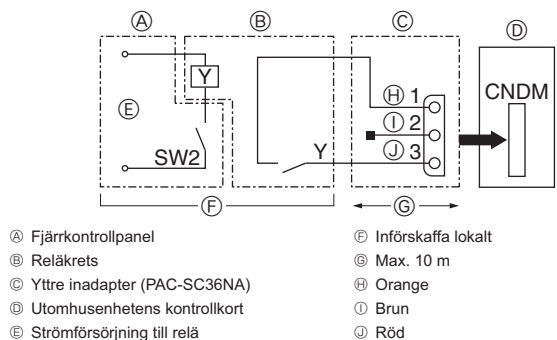 Ⓐ Ⓑ Ⓒ Ⓓ
CNDM
Y
Ⓔ
SW2
Y
Ⓗ 1
Ⓘ 2
Ⓙ 3
Ⓕ Ⓖ
Ⓐ Fjärrkontrollpanel
Ⓑ Reläkrets
Ⓒ Yttre inadapter (PAC-SC36NA)
Ⓓ Utomhusenhetens kontrollkort
Ⓔ Strömförsörjning till relä
Ⓕ Införskaffa lokalt
Ⓖ Max. 10 m
Ⓗ Orange
Ⓘ Brun
Ⓙ Röd